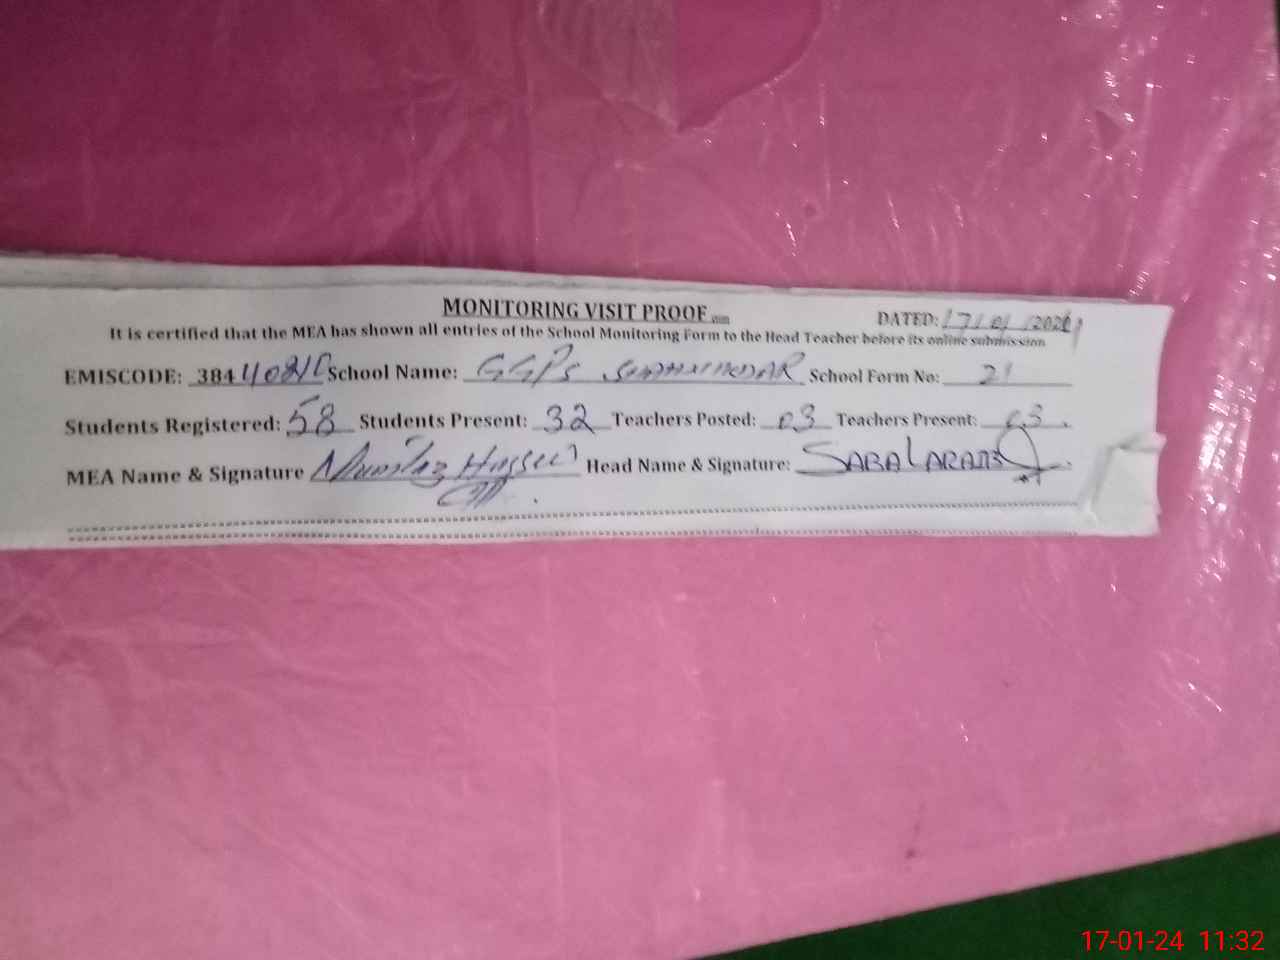 MONITORING VISIT PROOF
DATED: 17/01/2024
It is certified that the MEA has shown all entries of the School Monitoring Form to the Head Teacher before its online submission
EMISCODE: 384 School Name: GGPS School Form No: 21
Students Registered: 58 Students Present: 32 Teachers Posted: 03 Teachers Present: 03
MEA Name & Signature Mumtaz Hussain Head Name & Signature: SABA
17-01-24 11:32